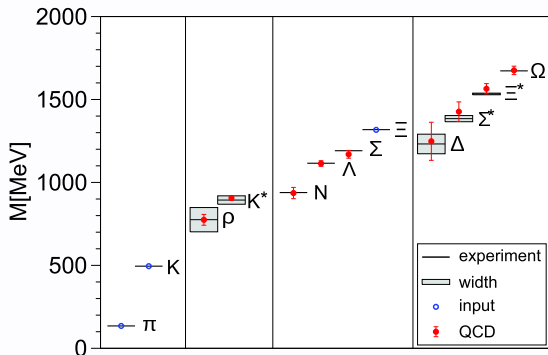 2000
1500
1000
500
0
M[MeV]
π
K
ρ
K*
N
Λ
Σ
Ξ
Δ
Σ*
Ξ*
Ω
experiment
width
input
QCD